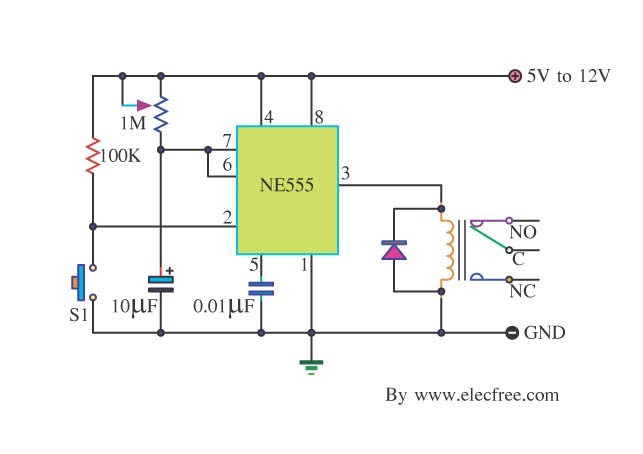 5V to 12V
4
8
1M
7
100K
6
3
NE555
2
NO
C
5
1
NC
S1
10μF
0.01μF
+
GND
By www.elecfree.com